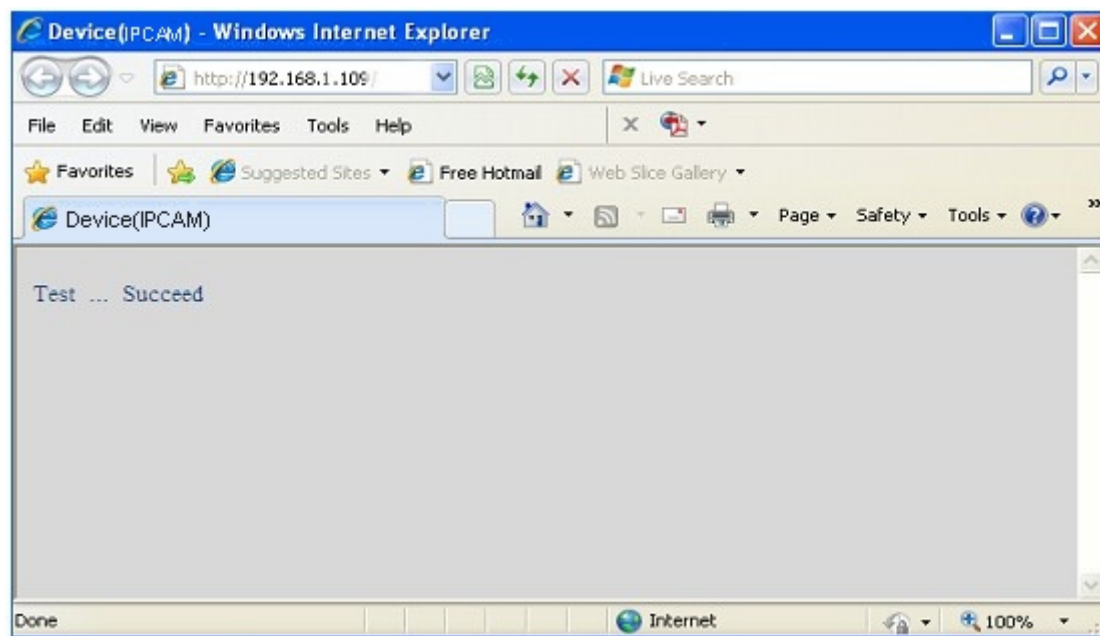 Device(IPCAM) - Windows Internet Explorer
http://192.168.1.109/
Live Search
File Edit View Favorites Tools Help
Favorites Suggested Sites Free Hotmail Web Slice Gallery
Device(IPCAM) Page Safety Tools
Test ... Succeed
Done Internet 100%